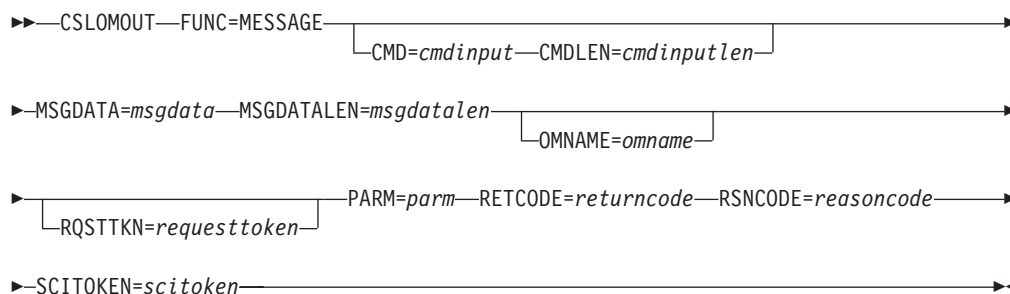 CSLOMOUT FUNC=MESSAGE
CMD=cmdinput CMDLEN=cmdinputlen
MSGDATA=msgdata MSGDATALEN=msgdatalen
OMNAME=omname
PARM=parm RETCODE=returncode RSNCODE=reasoncode
RQSTTKN=requesttoken
SCITOKEN=scitoken